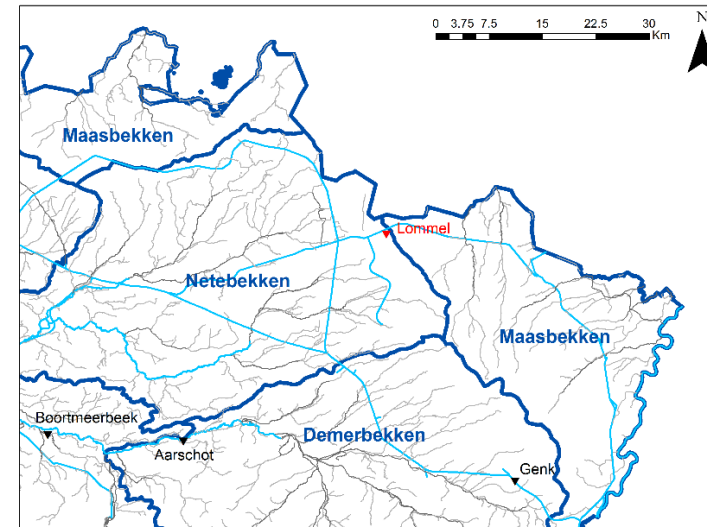 0 3.75 7.5 15 22.5 30
Km
N
Maasbekken
Lommel
Netebekken
Maasbekken
Boortmeerbeek
Demerbekken
Aarschot
Genk